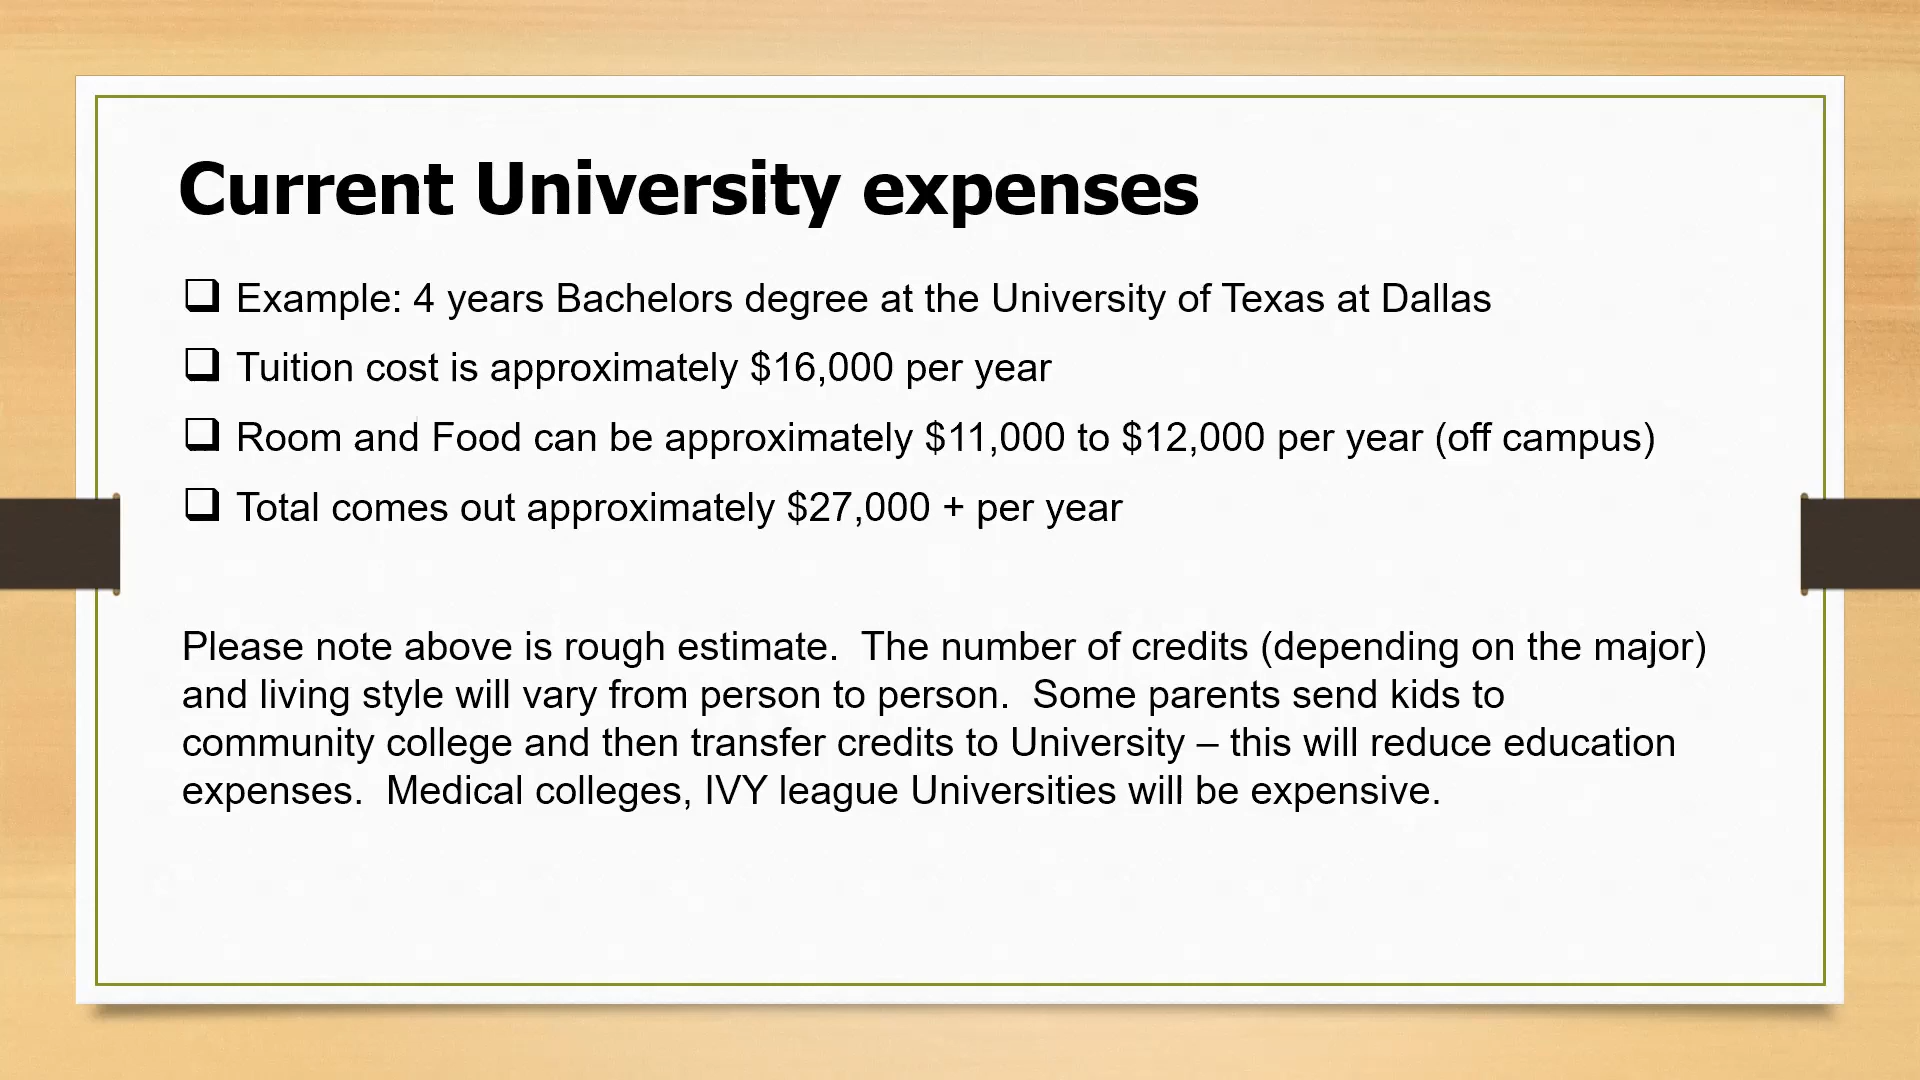 Current University expenses
Example: 4 years Bachelors degree at the University of Texas at Dallas
Tuition cost is approximately $16,000 per year
Room and Food can be approximately $11,000 to $12,000 per year (off campus)
Total comes out approximately $27,000 + per year
Please note above is rough estimate.  The number of credits (depending on the major)
and living style will vary from person to person.  Some parents send kids to
community college and then transfer credits to University – this will reduce education
expenses.  Medical colleges, IVY league Universities will be expensive.